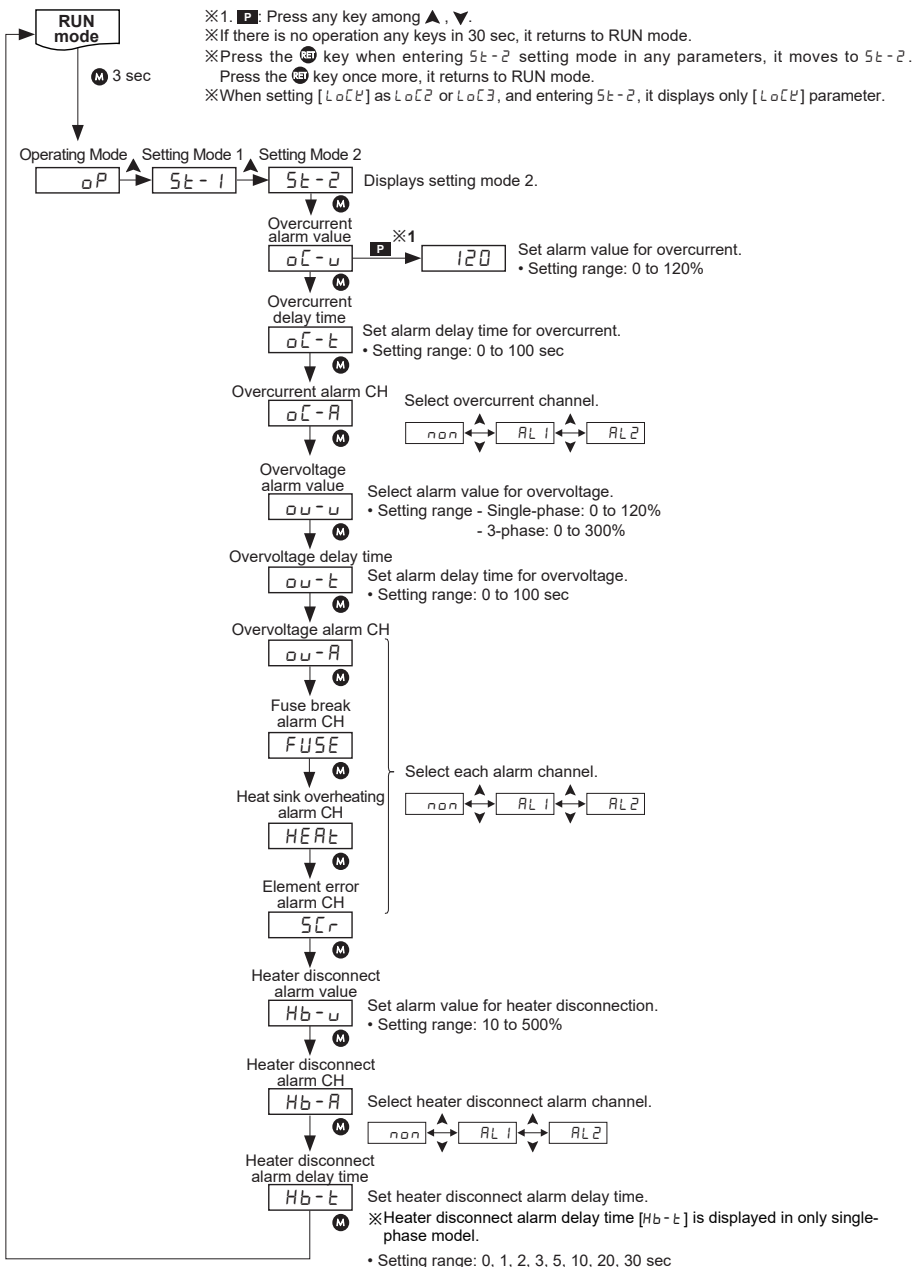 RUN
mode
M 3 sec
※1. P: Press any key among ▲, ▼.
※If there is no operation any keys in 30 sec, it returns to RUN mode.
※Press the RET key when entering St-2 setting mode in any parameters, it moves to St-2.
Press the RET key once more, it returns to RUN mode.
※When setting [LoCK] as LoC2 or LoC3, and entering St-2, it displays only [LoCK] parameter.
Operating Mode
Setting Mode 1
Setting Mode 2
oP
St-1
St-2
Displays setting mode 2.
M
Overcurrent
alarm value
oC-v
P ※1
120
Set alarm value for overcurrent.
• Setting range: 0 to 120%
M
Overcurrent
delay time
oC-t
Set alarm delay time for overcurrent.
• Setting range: 0 to 100 sec
M
Overcurrent alarm CH
oC-A
Select overcurrent channel.
non
AL1
AL2
M
Overvoltage
alarm value
ov-v
Select alarm value for overvoltage.
• Setting range - Single-phase: 0 to 120%
- 3-phase: 0 to 300%
M
Overvoltage delay time
ov-t
Set alarm delay time for overvoltage.
• Setting range: 0 to 100 sec
M
Overvoltage alarm CH
ov-A
M
Fuse break
alarm CH
FUSE
M
Select each alarm channel.
non
AL1
AL2
Heat sink overheating
alarm CH
HEAt
M
Element error
alarm CH
SCr
M
Heater disconnect
alarm value
Hb-v
Set alarm value for heater disconnection.
• Setting range: 10 to 500%
M
Heater disconnect
alarm CH
Hb-A
Select heater disconnect alarm channel.
non
AL1
AL2
M
Heater disconnect
alarm delay time
Hb-t
Set heater disconnect alarm delay time.
M
※Heater disconnect alarm delay time [Hb-t] is displayed in only single-
phase model.
• Setting range: 0, 1, 2, 3, 5, 10, 20, 30 sec